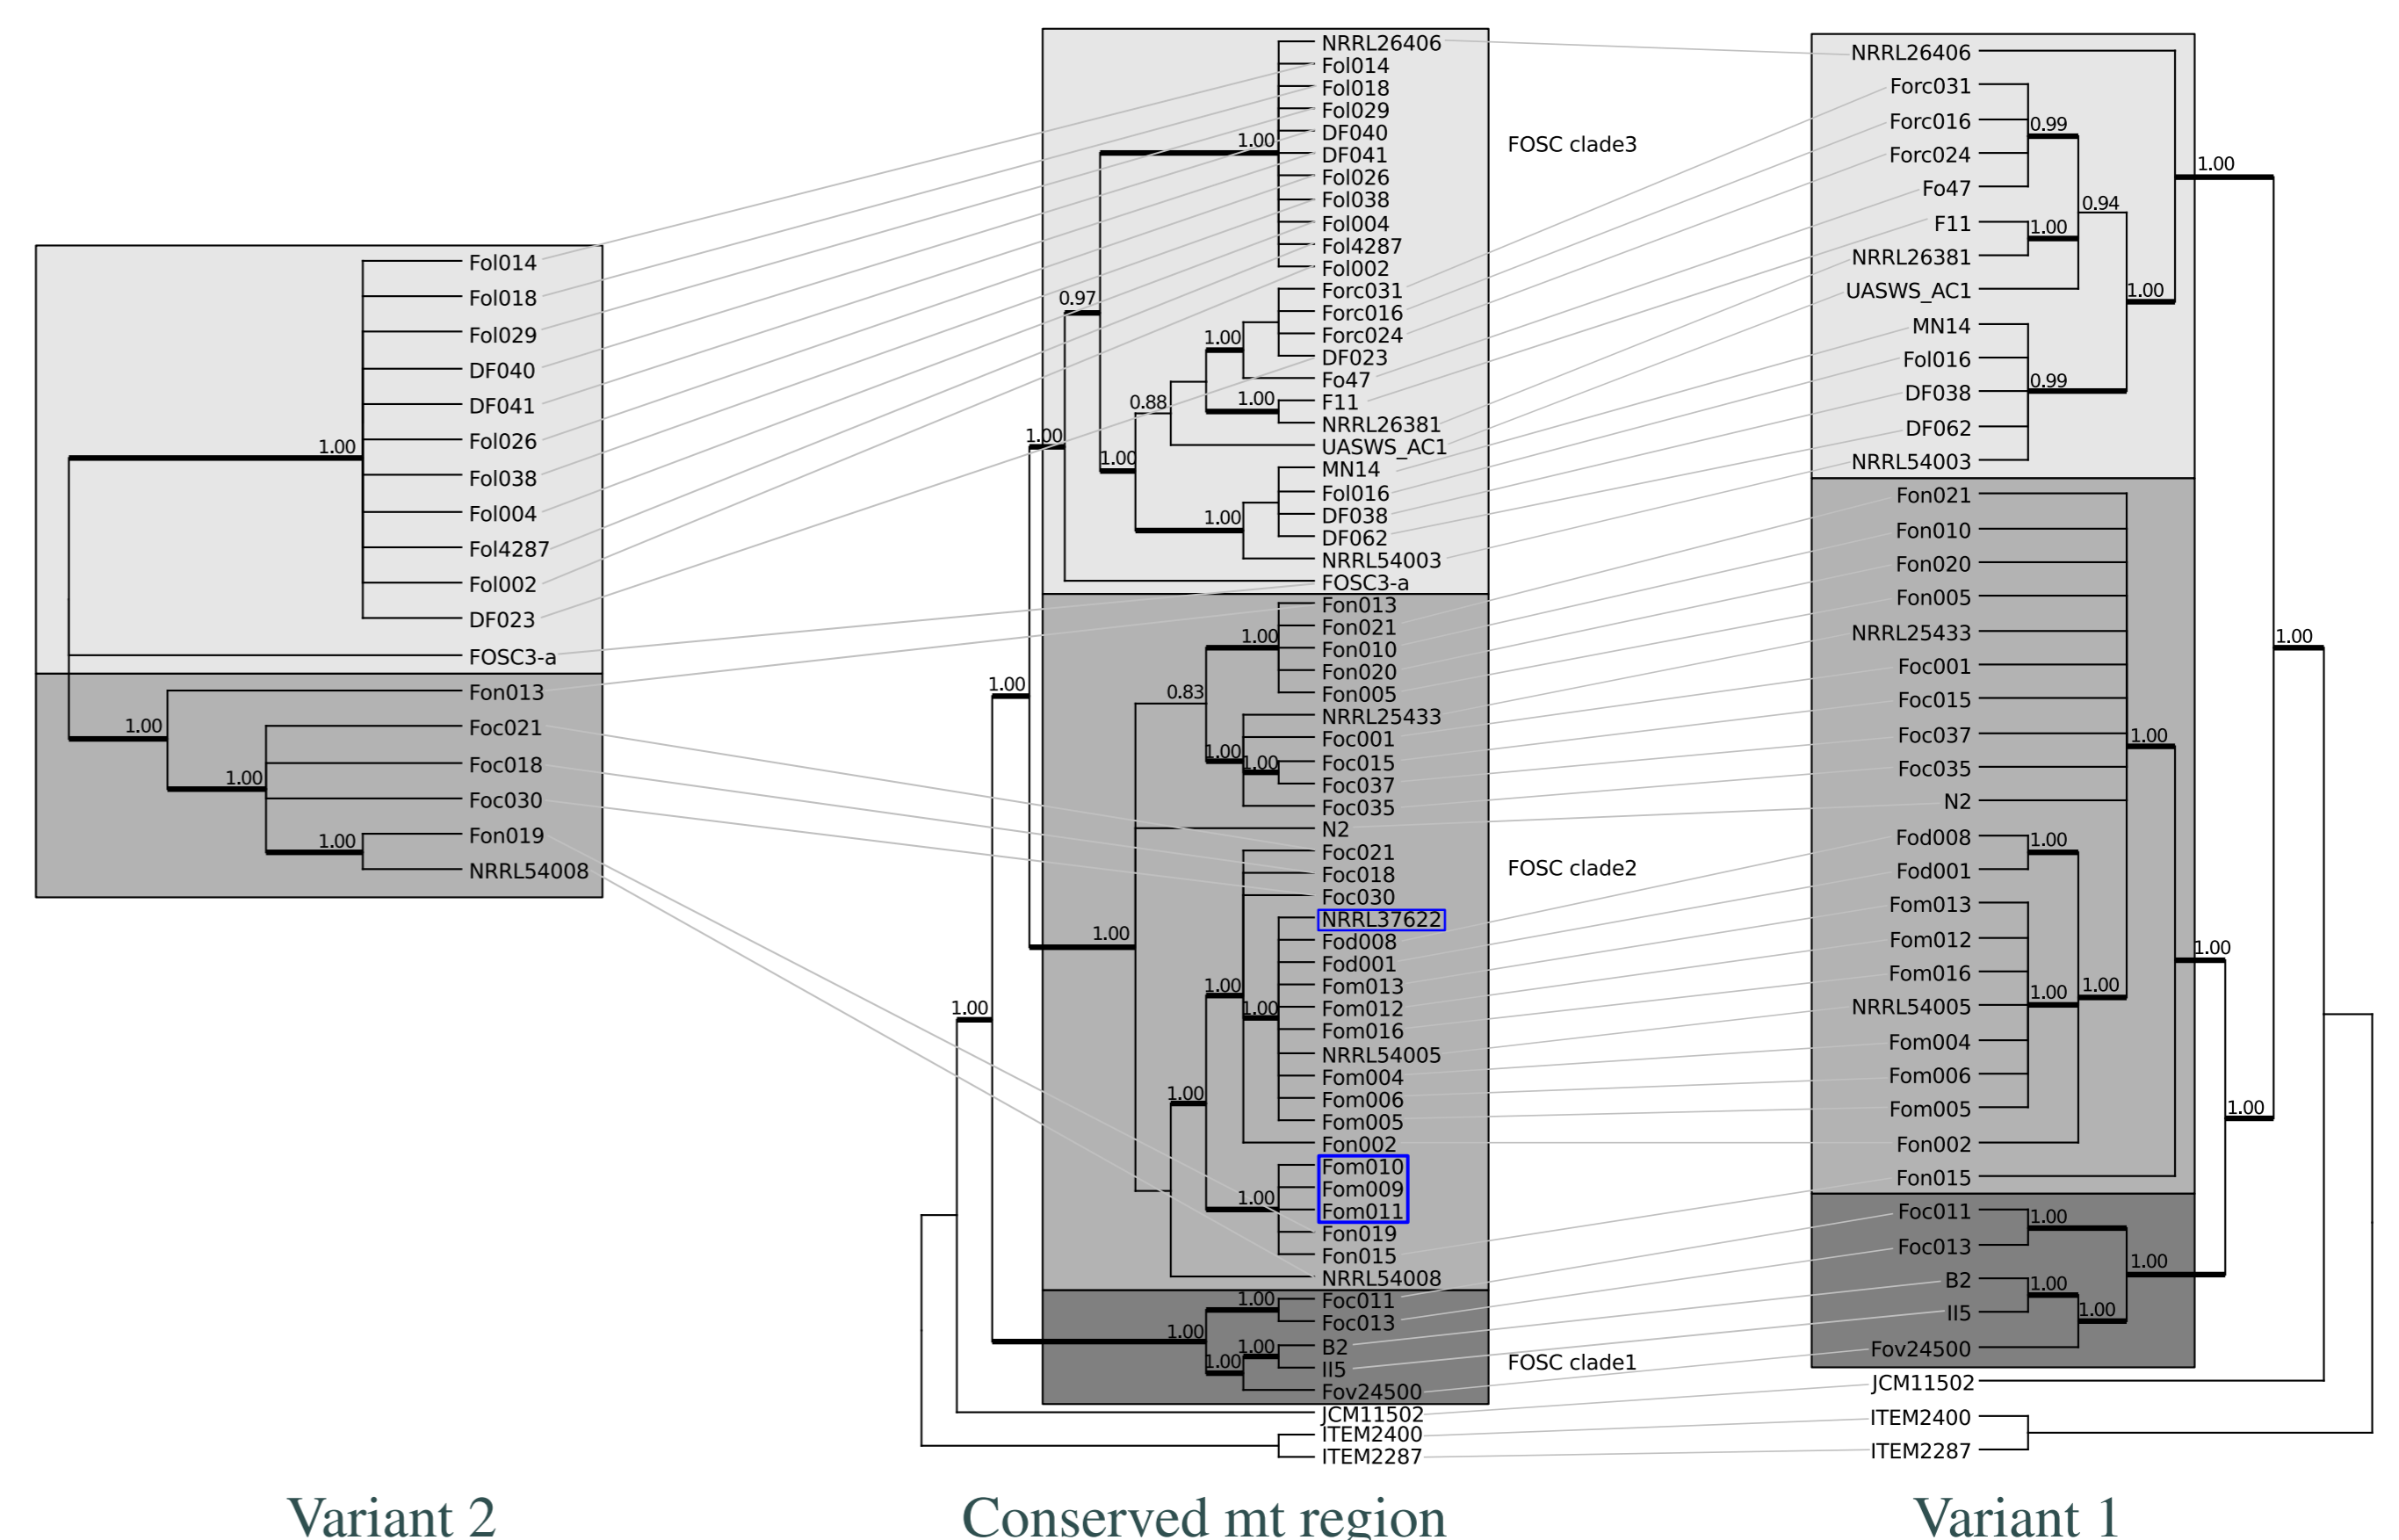 Fol014
Fol018
Fol029
DF040
DF041
Fol026
1.00
Fol038
Fol004
Fol4287
Fol002
DF023
FOSC3-a
Fon013
1.00
Foc021
Foc018
1.00
Foc030
Fon019
1.00
NRRL54008
Variant 2
NRRL26406
Fol014
Fol018
Fol029
DF040
1.00
DF041
Fol026
Fol038
Fol004
Fol4287
Fol002
Forc031
0.97
Forc016
Forc024
1.00
DF023
Fo47
F11
0.88
1.00
NRRL26381
1.00
UASWS_AC1
1.00
MN14
Fol016
DF038
1.00
DF062
NRRL54003
FOSC3-a
Fon013
Fon021
1.00
Fon010
Fon020
Fon005
1.00
0.83
NRRL25433
Foc001
1.00
1.00
Foc015
Foc037
Foc035
N2
Foc021
Foc018
Foc030
NRRL37622
1.00
Fod008
Fod001
Fom013
1.00
Fom012
1.00
1.00
Fom016
NRRL54005
Fom004
Fom006
1.00
Fom005
Fon002
Fom010
Fom009
1.00
Fom011
Fon019
Fon015
NRRL54008
Foc011
1.00
Foc013
1.00
B2
1.00
II5
1.00
Fov24500
JCM11502
ITEM2400
ITEM2287
FOSC clade3
FOSC clade2
FOSC clade1
Conserved mt region
NRRL26406
Forc031
Forc016
0.99
Forc024
1.00
Fo47
0.94
F11
1.00
NRRL26381
UASWS_AC1
1.00
MN14
Fol016
0.99
DF038
DF062
NRRL54003
Fon021
Fon010
Fon020
Fon005
NRRL25433
1.00
Foc001
Foc015
Foc037
1.00
Foc035
N2
Fod008
1.00
Fod001
Fom013
Fom012
1.00
Fom016
1.00
1.00
NRRL54005
Fom004
Fom006
Fom005
1.00
Fon002
Fon015
Foc011
1.00
Foc013
1.00
B2
1.00
II5
1.00
Fov24500
JCM11502
ITEM2400
ITEM2287
Variant 1